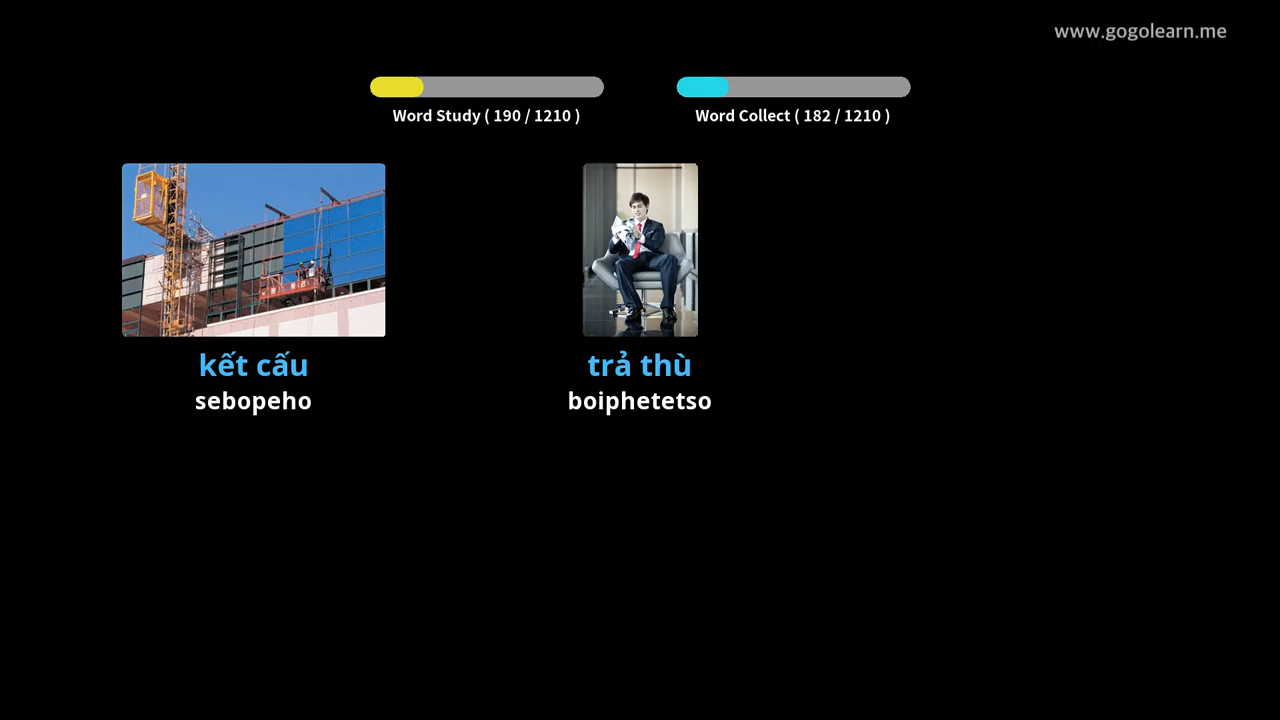 www.gogolearn.me
Word Study ( 190 / 1210 )
Word Collect ( 182 / 1210 )
kết cấu
sebopeho
trả thù
boiphetetso